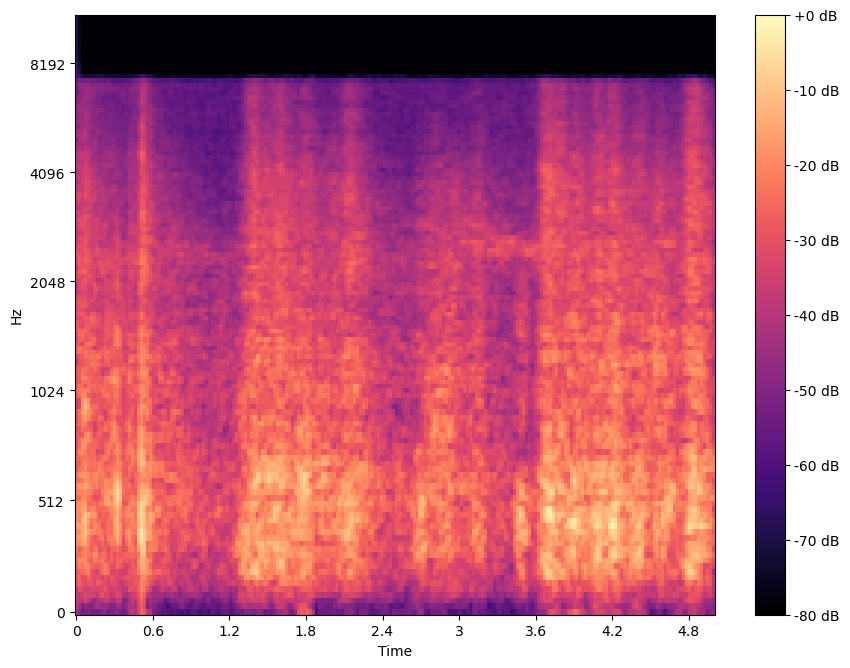 +0 dB
8192
-10 dB
4096
-20 dB
-30 dB
2048
Hz
-40 dB
1024
-50 dB
-60 dB
512
-70 dB
0
-80 dB
0 0.6 1.2 1.8 2.4 3 3.6 4.2 4.8
Time